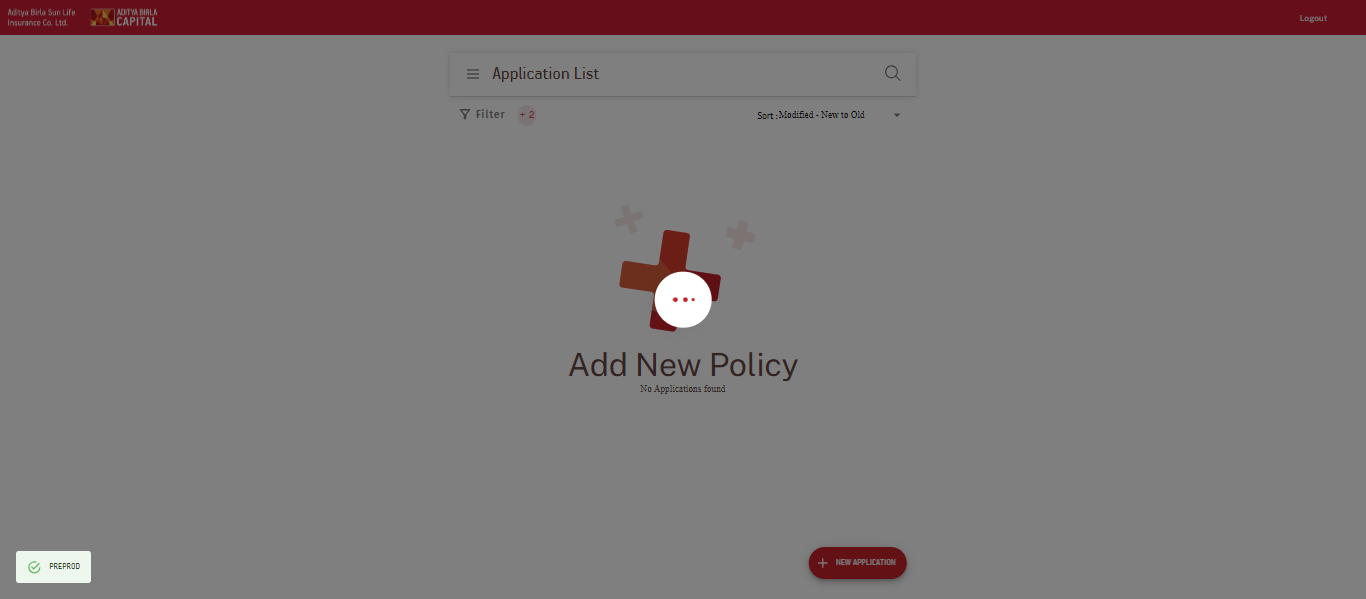 Aditya Birla Sun Life
Insurance Co. Ltd.
ADITYA BIRLA
CAPITAL
Logout
Application List
Filter + 2
Sort : Modified - New to Old
Add New Policy
No Applications found
PREPROD
NEW APPLICATION